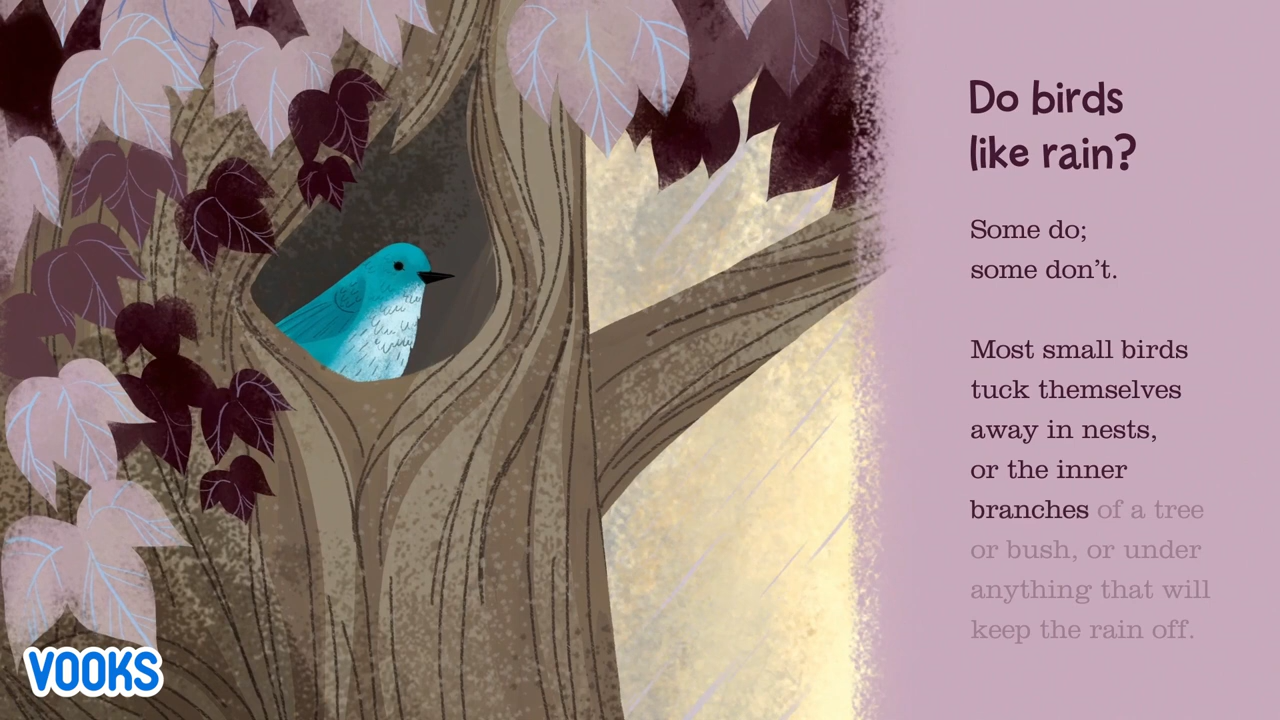 Do birds
like rain?
Some do;
some don’t.
Most small birds
tuck themselves
away in nests,
or the inner
branches of a tree
or bush, or under
anything that will
keep the rain off.
VOOKS